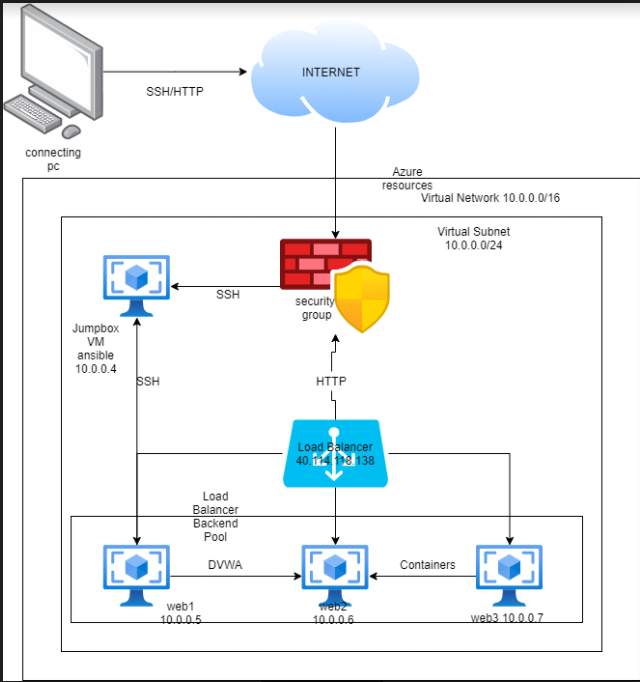 INTERNET
SSH/HTTP
connecting
pc
Azure
resources
Virtual Network 10.0.0.0/16
Virtual Subnet
10.0.0.0/24
SSH
security
group
Jumpbox
VM
ansible
10.0.0.4
SSH
HTTP
Load Balancer
40.114.118.138
Load
Balancer
Backend
Pool
DVWA
Containers
web1
10.0.0.5
web2
10.0.0.6
web3 10.0.0.7